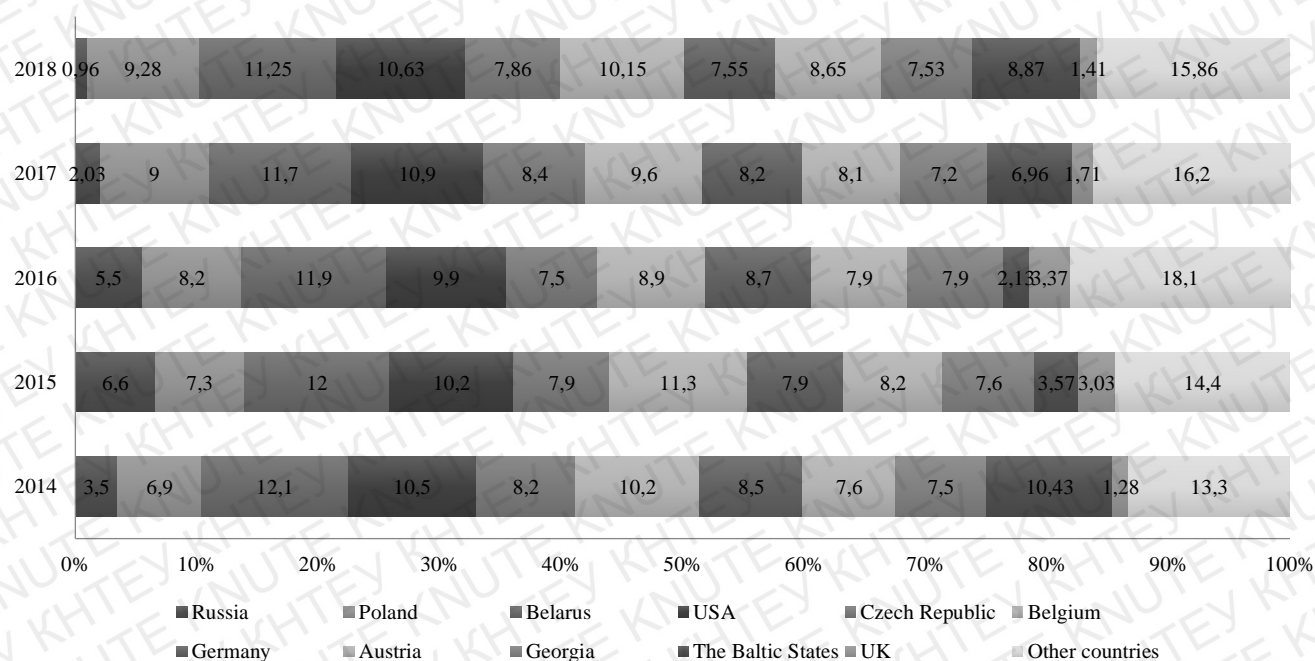 2018 0,96 9,28 11,25 10,63 7,86 10,15 7,55 8,65 7,53 8,87 1,41 15,86
2017 2,03 9 11,7 10,9 8,4 9,6 8,2 8,1 7,2 6,96 1,71 16,2
2016 5,5 8,2 11,9 9,9 7,5 8,9 8,7 7,9 7,9 2,13 3,37 18,1
2015 6,6 7,3 12 10,2 7,9 11,3 7,9 8,2 7,6 3,57 3,03 14,4
2014 3,5 6,9 12,1 10,5 8,2 10,2 8,5 7,6 7,5 10,43 1,28 13,3
0% 10% 20% 30% 40% 50% 60% 70% 80% 90% 100%
Russia Poland Belarus USA Czech Republic Belgium
Germany Austria Georgia The Baltic States UK Other countries